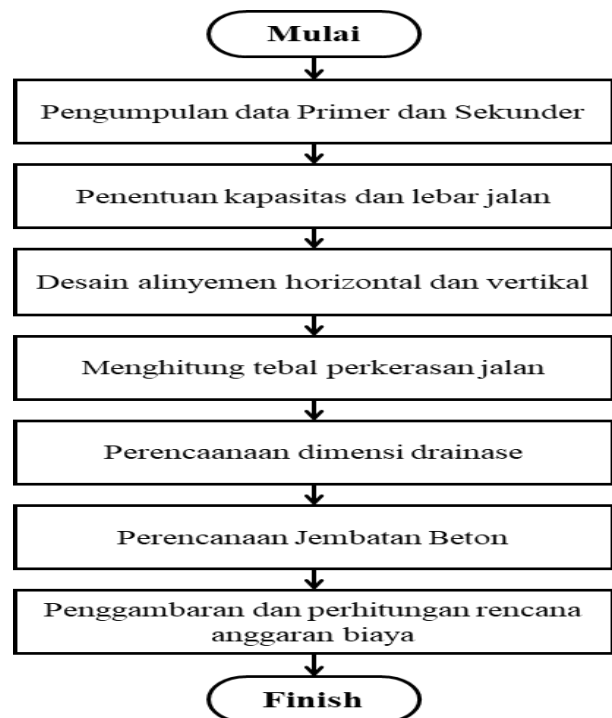 Mulai
Pengumpulan data Primer dan Sekunder
Penentuan kapasitas dan lebar jalan
Desain alinyemen horizontal dan vertikal
Menghitung tebal perkerasan jalan
Perencaanaan dimensi drainase
Perencanaan Jembatan Beton
Penggambaran dan perhitungan rencana
anggaran biaya
Finish